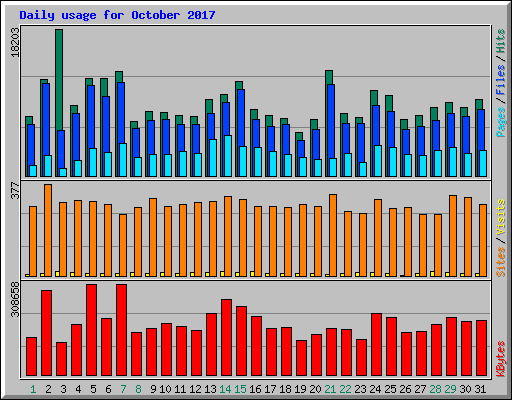 Daily usage for October 2017
18203
Pages / Files / Hits
377
Sites / Visits
308658
KBytes
1 2 3 4 5 6 7 8 9 10 11 12 13 14 15 16 17 18 19 20 21 22 23 24 25 26 27 28 29 30 31